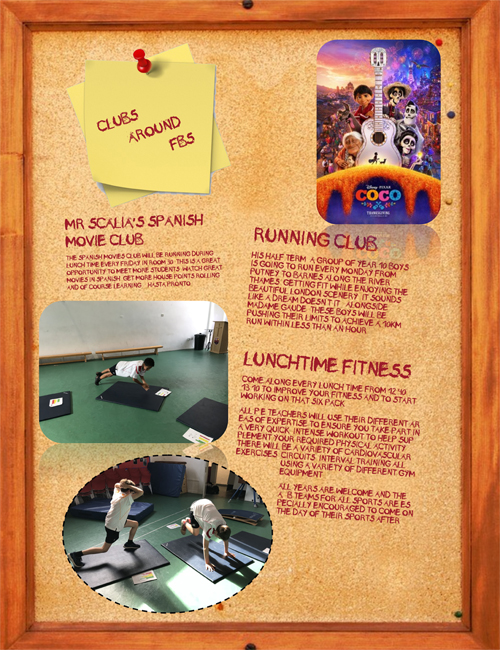 CLUBS
AROUND
FBS
Disney PIXAR
COCO
THANKSGIVING
MR SCALIA'S SPANISH
MOVIE CLUB
THE SPANISH MOVIES CLUB WILL BE RUNNING DURING
LUNCH TIME EVERY FRIDAY IN ROOM 30. THIS IS A GREAT
OPPORTUNITY TO MEET MORE STUDENTS, WATCH GREAT
MOVIES IN SPANISH, GET MORE HOUSE POINTS ROLLING
AND OF COURSE LEARNING... HASTA PRONTO.
RUNNING CLUB
HIS HALF TERM, A GROUP OF YEAR 10 BOYS
IS GOING TO RUN EVERY MONDAY FROM
PUTNEY TO BARNES ALONG THE RIVER
THAMES. GETTING FIT WHILE ENJOYING THE
BEAUTIFUL LONDON SCENERY, IT SOUNDS
LIKE A DREAM DOESN'T IT. ALONGSIDE
MADAME GAUDE, THESE BOYS WILL BE
PUSHING THEIR LIMITS TO ACHIEVE A 10KM
RUN WITHIN LESS THAN AN HOUR.
LUNCHTIME FITNESS
COME ALONG EVERY LUNCH TIME FROM 12:40
13:10 TO IMPROVE YOUR FITNESS AND TO START
WORKING ON THAT SIX PACK.
ALL P.E TEACHERS WILL USE THEIR DIFFERENT AR
EAS OF EXPERTISE TO ENSURE YOU TAKE PART IN
A VERY QUICK, INTENSE WORKOUT TO HELP SUP
PLEMENT YOUR REQUIRED PHYSICAL ACTIVITY.
THERE WILL BE A VARIETY OF CARDIOVASCULAR
EXERCISES, CIRCUITS, INTERVAL TRAINING ALL
USING A VARIETY OF DIFFERENT GYM
EQUIPMENT.
ALL YEARS ARE WELCOME AND THE
A, B TEAMS FOR ALL SPORTS ARE ES
PECIALLY ENCOURAGED TO COME ON
THE DAY OF THEIR SPORTS AFTER